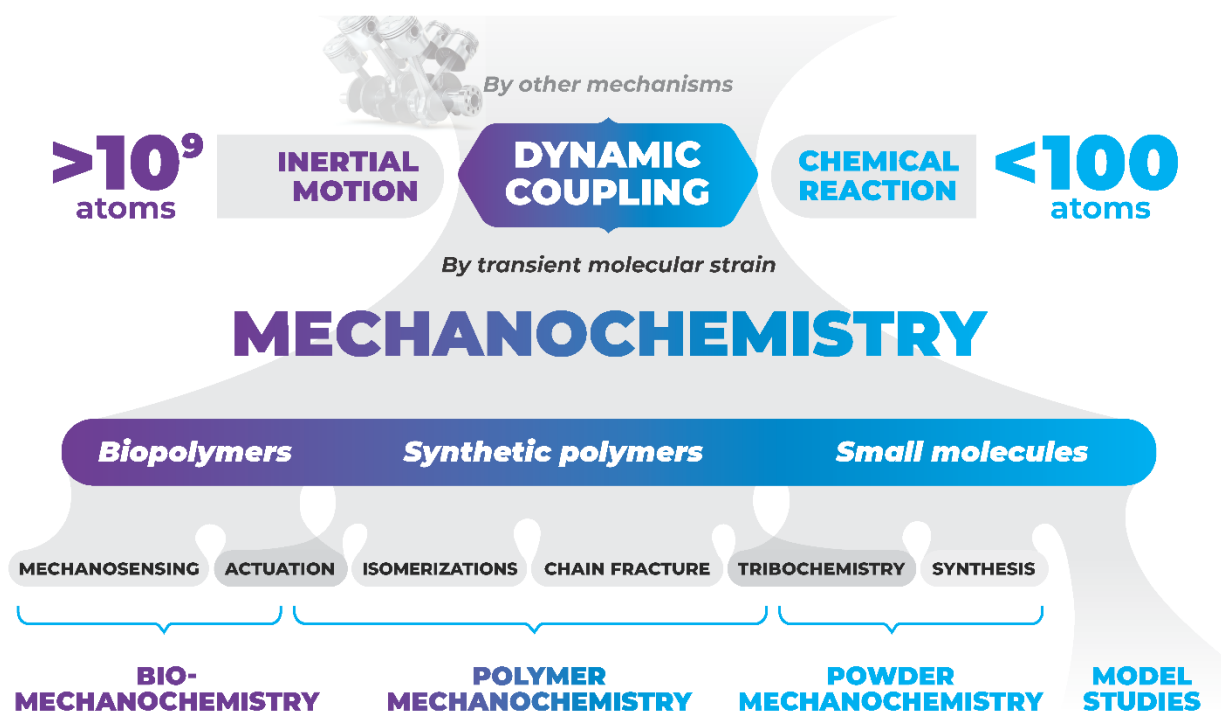 By other mechanisms
>10⁹
atoms
INERTIAL
MOTION
DYNAMIC
COUPLING
CHEMICAL
REACTION
<100
atoms
By transient molecular strain
MECHANOCHEMISTRY
Biopolymers
Synthetic polymers
Small molecules
MECHANOSENSING
ACTUATION
ISOMERIZATIONS
CHAIN FRACTURE
TRIBOCHEMISTRY
SYNTHESIS
BIO-
MECHANOCHEMISTRY
POLYMER
MECHANOCHEMISTRY
POWDER
MECHANOCHEMISTRY
MODEL
STUDIES